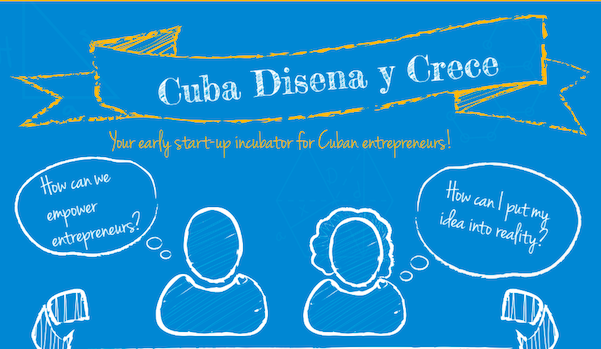 Cuba Disena y Crece
Your early start-up incubator for Cuban entrepreneurs!
How can we
empower
entrepreneurs?
How can I put my
idea into reality?